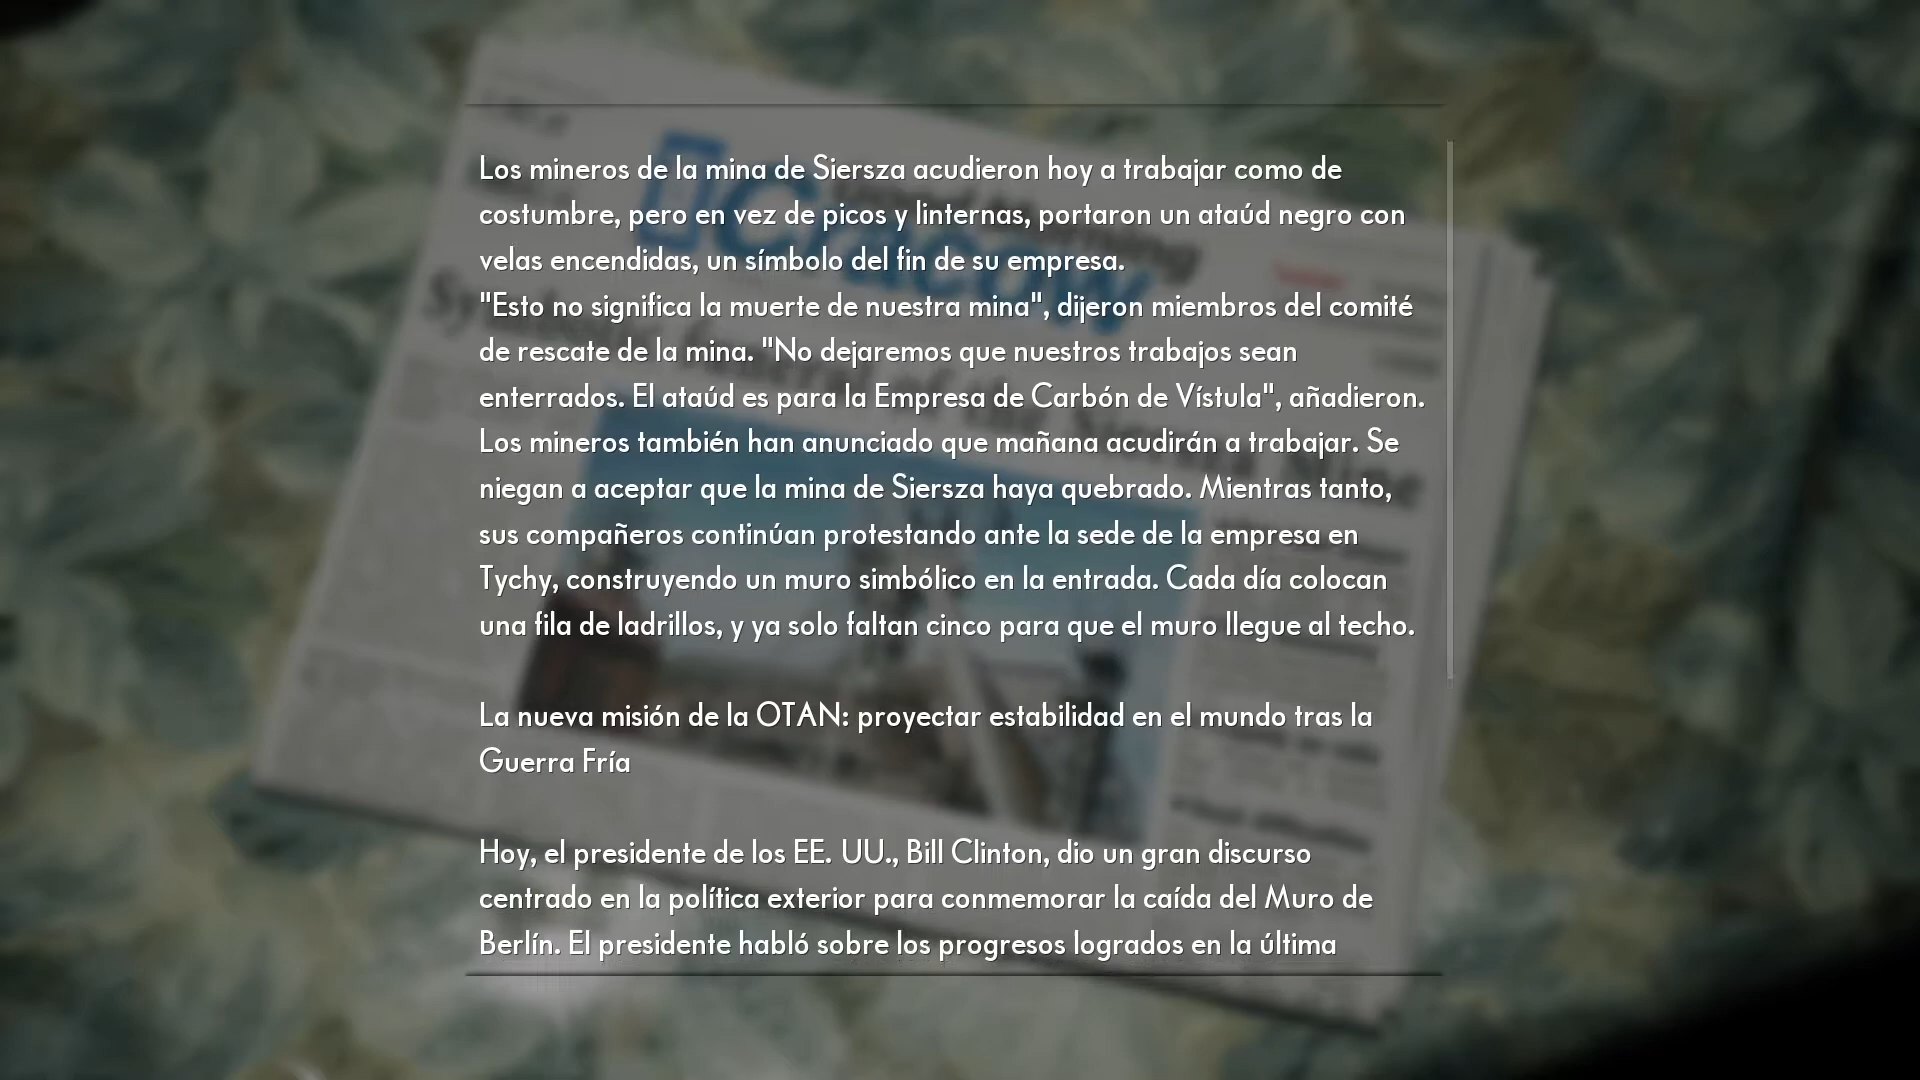 Los mineros de la mina de Siersza acudieron hoy a trabajar como de
costumbre, pero en vez de picos y linternas, portaron un ataúd negro con
velas encendidas, un símbolo del fin de su empresa.
"Esto no significa la muerte de nuestra mina", dijeron miembros del comité
de rescate de la mina. "No dejaremos que nuestros trabajos sean
enterrados. El ataúd es para la Empresa de Carbón de Vístula", añadieron.
Los mineros también han anunciado que mañana acudirán a trabajar. Se
niegan a aceptar que la mina de Siersza haya quebrado. Mientras tanto,
sus compañeros continúan protestando ante la sede de la empresa en
Tychy, construyendo un muro simbólico en la entrada. Cada día colocan
una fila de ladrillos, y ya solo faltan cinco para que el muro llegue al techo.
La nueva misión de la OTAN: proyectar estabilidad en el mundo tras la
Guerra Fría
Hoy, el presidente de los EE. UU., Bill Clinton, dio un gran discurso
centrado en la política exterior para conmemorar la caída del Muro de
Berlín. El presidente habló sobre los progresos logrados en la última